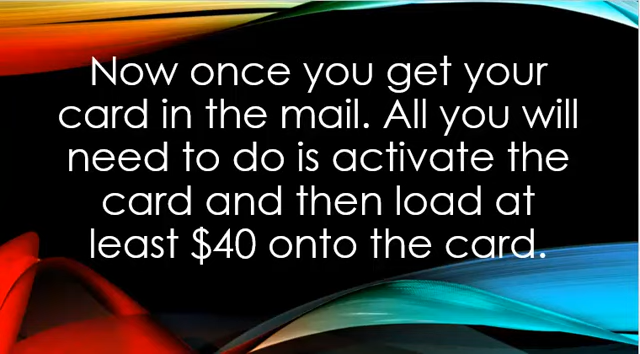 Now once you get your
card in the mail. All you will
need to do is activate the
card and then load at
least $40 onto the card.